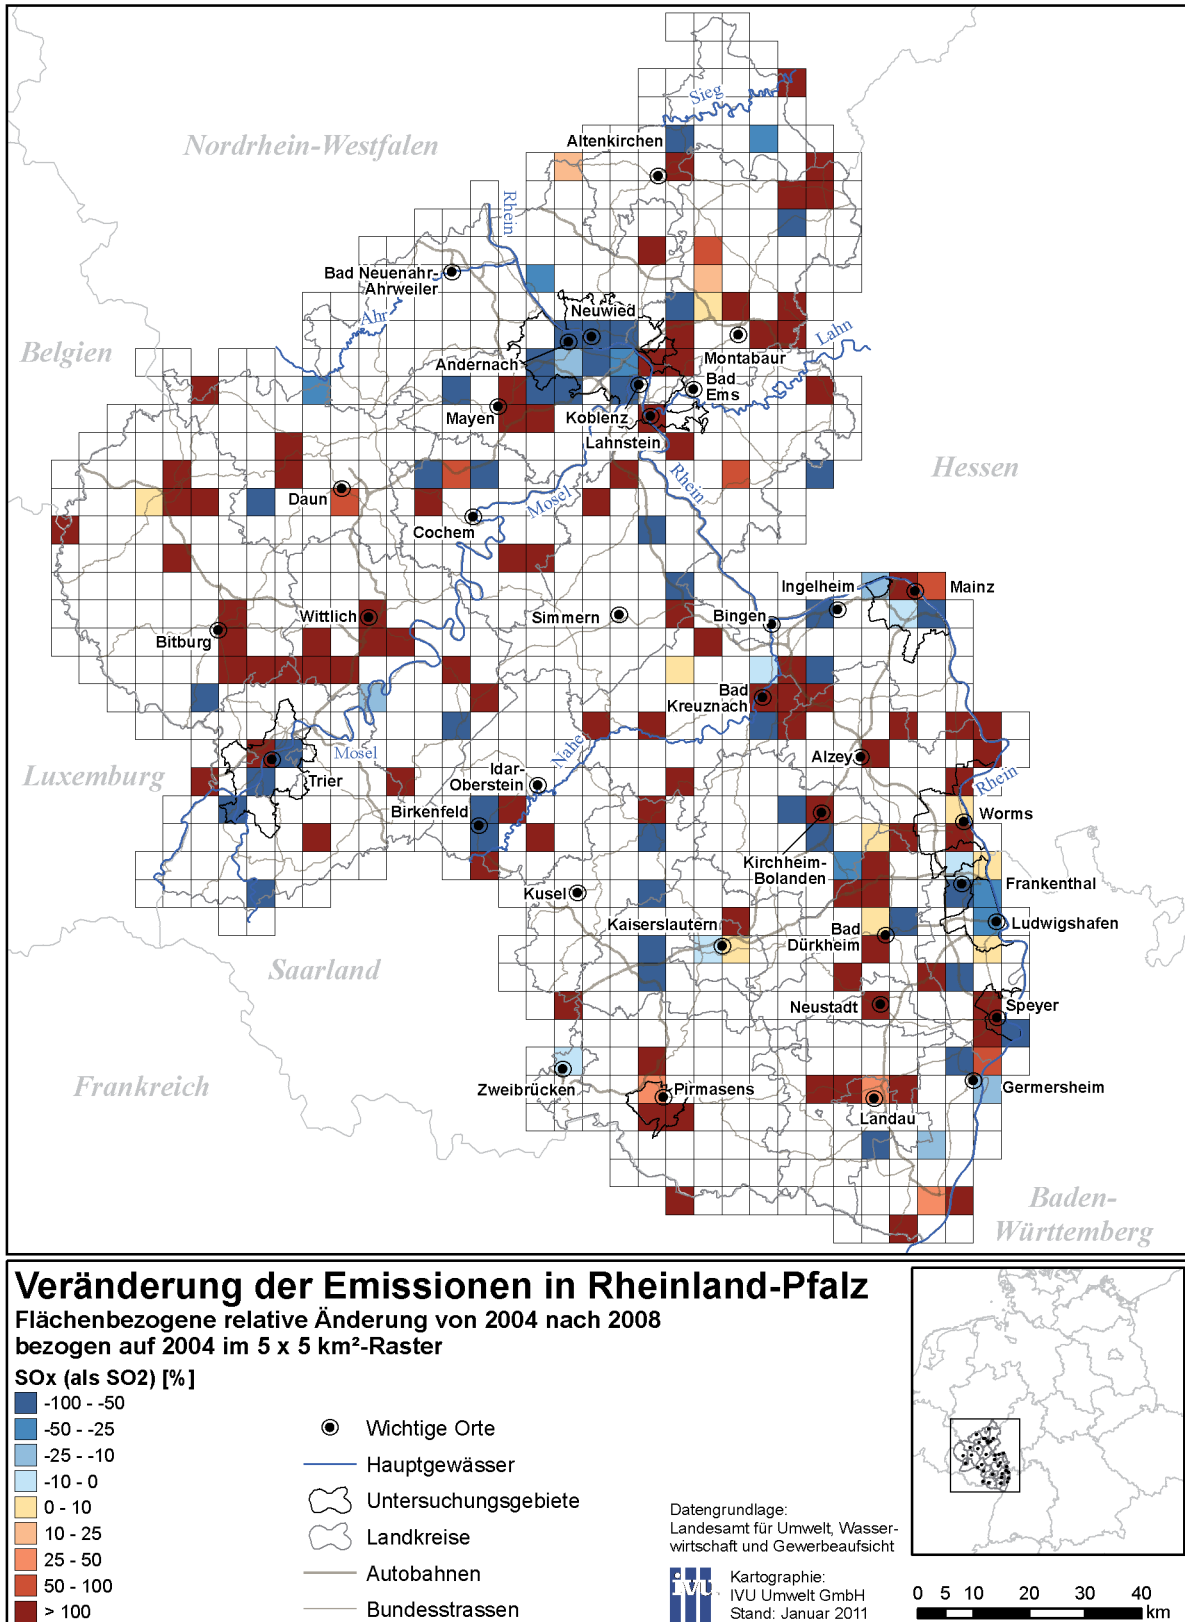 Sieg
Altenkirchen
Nordrhein-Westfalen
Rhein
Bad Neuenahr-
Ahrweiler
Ahr
Neuwied
Belgien
Andernach
Montabaur
Lahn
Bad
Ems
Mayen
Koblenz
Lahnstein
Hessen
Rhein
Daun
Mosel
Cochem
Ingelheim
Mainz
Wittlich
Simmern
Bingen
Bitburg
Bad
Kreuznach
Mosel
Nahe
Alzey
Luxemburg
Trier
Idar-
Oberstein
Rhein
Birkenfeld
Worms
Kirchheim-
Bolanden
Kusel
Frankenthal
Kaiserslautern
Bad
Dürkheim
Ludwigshafen
Saarland
Neustadt
Speyer
Frankreich
Zweibrücken
Pirmasens
Germersheim
Landau
Baden-
Württemberg
Veränderung der Emissionen in Rheinland-Pfalz
Flächenbezogene relative Änderung von 2004 nach 2008
bezogen auf 2004 im 5 x 5 km²-Raster
SOx (als SO2) [%]
-100 - -50
-50 - -25
-25 - -10
-10 - 0
0 - 10
10 - 25
25 - 50
50 - 100
> 100
Wichtige Orte
Hauptgewässer
Untersuchungsgebiete
Landkreise
Autobahnen
Bundesstrassen
Datengrundlage:
Landesamt für Umwelt, Wasser-
wirtschaft und Gewerbeaufsicht
ivu
Kartographie:
IVU Umwelt GmbH
Stand: Januar 2011
0 5 10 20 30 40
km